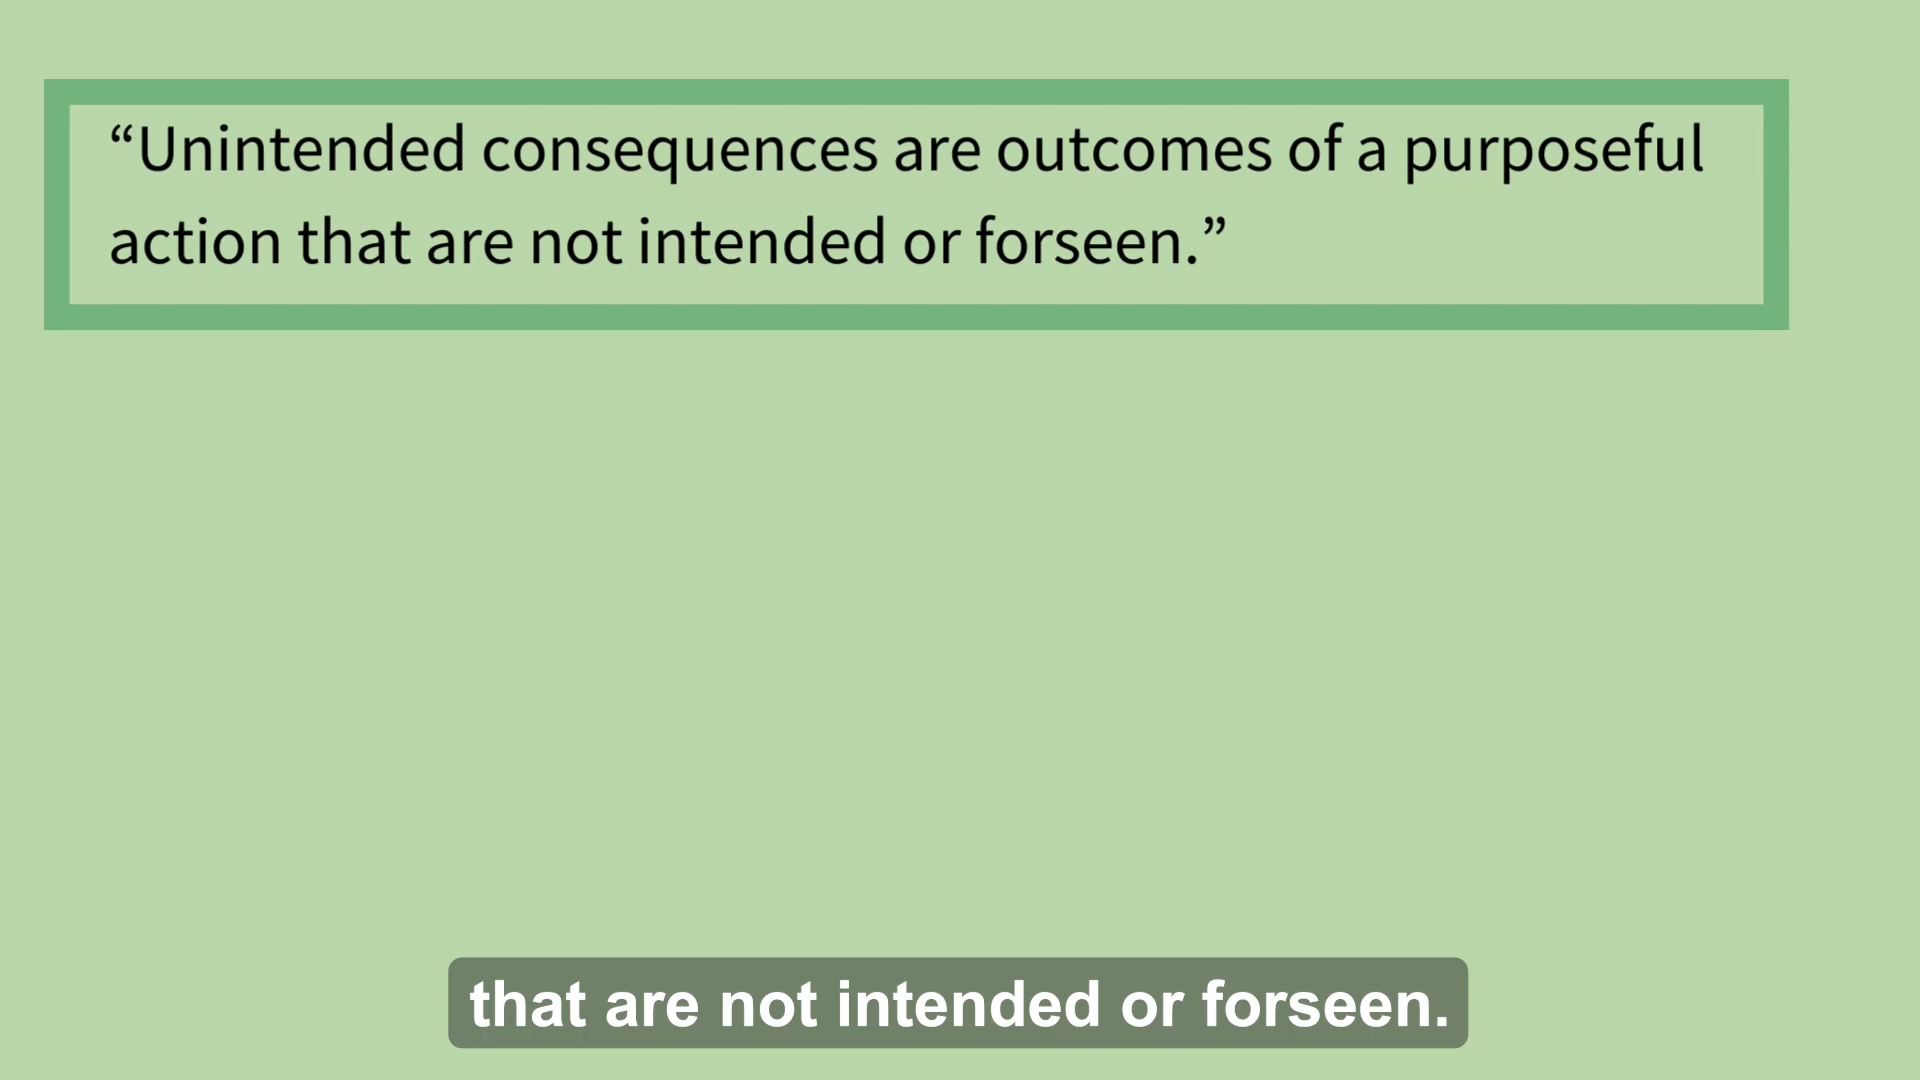 “Unintended consequences are outcomes of a purposeful
action that are not intended or forseen.”
that are not intended or forseen.